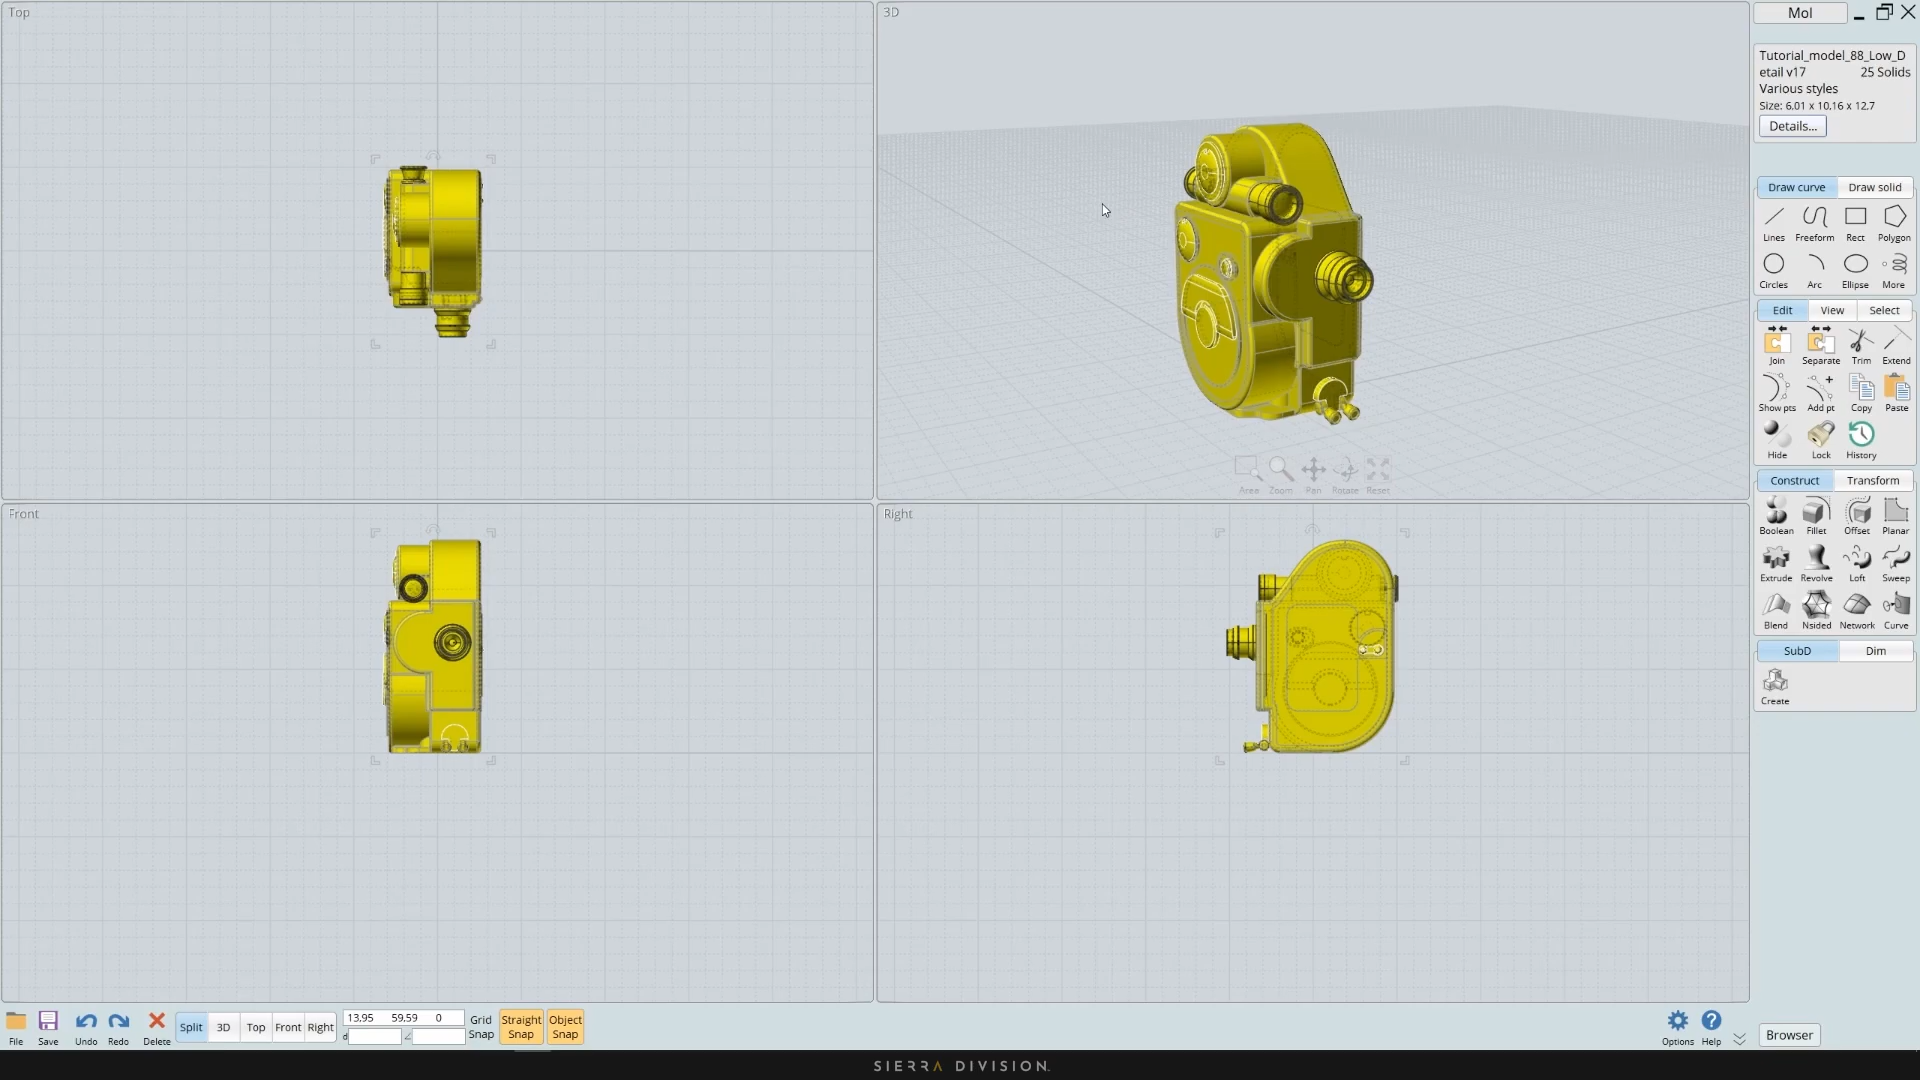 Top
3D
MoI
Tutorial_model_88_Low_D
etail v17 25 Solids
Various styles
Size: 6,01 x 10,16 x 12,7
Details...
Draw curve Draw solid
Lines Freeform Rect Polygon
Circles Arc Ellipse More
Edit View Select
Join Separate Trim Extend
Show pts Add pt Copy Paste
Hide Lock History
Area Zoom Pan Rotate Reset
Construct Transform
Boolean Fillet Offset Planar
Extrude Revolve Loft Sweep
Blend Nsided Network Curve
SubD Dim
Create
Front
Right
File Save Undo Redo Delete
Split 3D Top Front Right
13,95 59,59 0
d
Grid
Snap
Straight
Snap
Object
Snap
Options Help
Browser
SIERRA DIVISION.